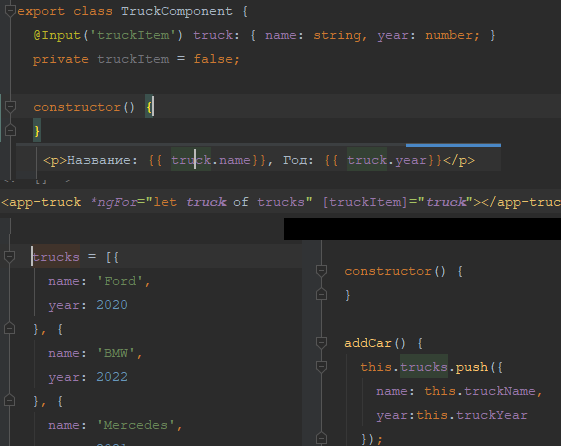 export class TruckComponent {
@Input('truckItem') truck: { name: string, year: number; }
private truckItem = false;
constructor() {
}
<p>Название: {{ truck.name}}, Год: {{ truck.year}}</p>
<app-truck *ngFor="let truck of trucks" [truckItem]="truck"></app-truc
trucks = [{
name: 'Ford',
year: 2020
}, {
name: 'BMW',
year: 2022
}, {
name: 'Mercedes',
constructor() {
}
addCar() {
this.trucks.push({
name: this.truckName,
year:this.truckYear
});